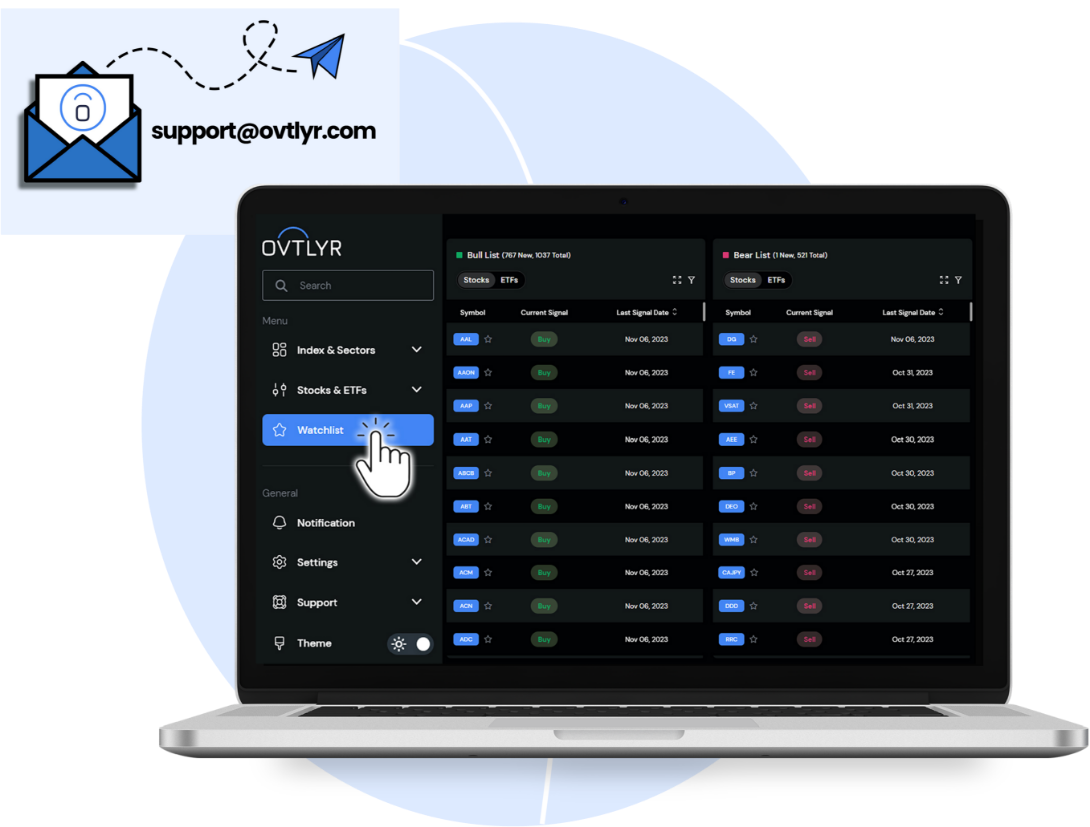 support@ovtlyr.com
OVTLYR
Search
Menu
Index & Sectors
Stocks & ETFs
Watchlist
General
Notification
Settings
Support
Theme
Bull List (767 New, 1037 Total)
Stocks ETFs
Symbol Current Signal Last Signal Date
AAL Buy Nov 06, 2023
AAON Buy Nov 06, 2023
AAP Buy Nov 06, 2023
AAT Buy Nov 06, 2023
ABCB Buy Nov 06, 2023
ABT Buy Nov 06, 2023
ACAD Buy Nov 06, 2023
ACM Buy Nov 06, 2023
ACN Buy Nov 06, 2023
ADC Buy Nov 06, 2023
Bear List (1 New, 521 Total)
Stocks ETFs
Symbol Current Signal Last Signal Date
DG Sell Nov 06, 2023
FE Sell Oct 31, 2023
VSAT Sell Oct 31, 2023
AEE Sell Oct 30, 2023
BP Sell Oct 30, 2023
DEO Sell Oct 30, 2023
WMB Sell Oct 30, 2023
CAJPY Sell Oct 27, 2023
DDD Sell Oct 27, 2023
RRC Sell Oct 27, 2023